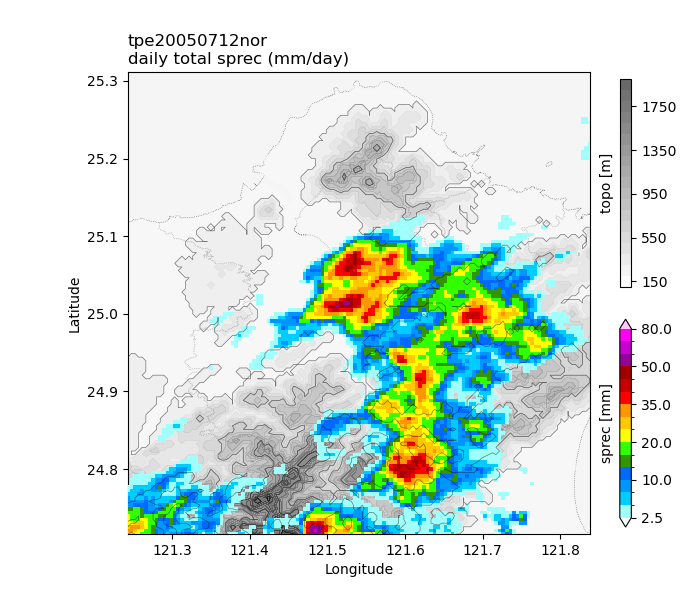 tpe20050712nor
daily total sprec (mm/day)
25.3
25.2
25.1
25.0
24.9
24.8
Latitude
121.3 121.4 121.5 121.6 121.7 121.8
Longitude
topo [m]
1750
1350
950
550
150
sprec [mm]
80.0
50.0
35.0
20.0
10.0
2.5